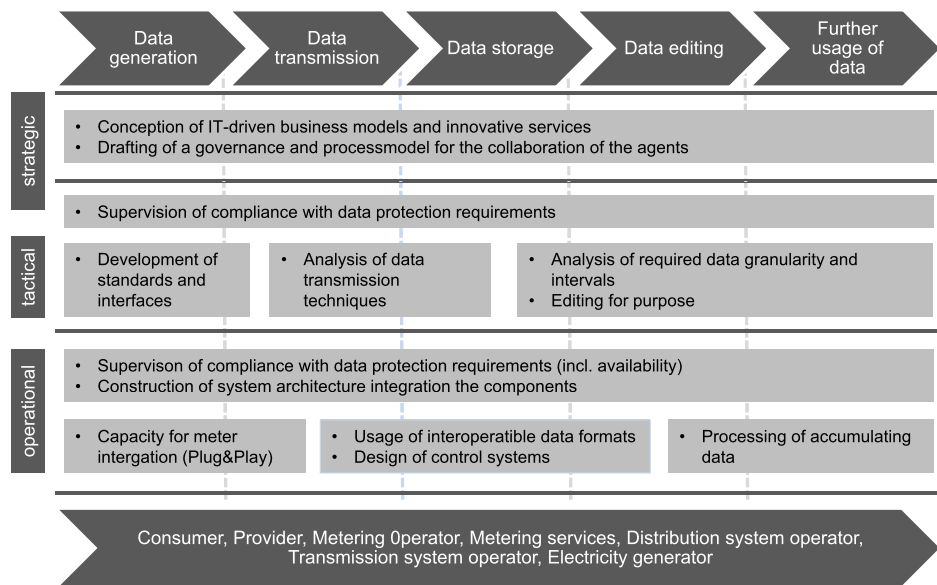 Data
generation
Data
transmission
Data storage
Data editing
Further
usage of
data
strategic
• Conception of IT-driven business models and innovative services
• Drafting of a governance and processmodel for the collaboration of the agents
• Supervision of compliance with data protection requirements
tactical
• Development of
standards and
interfaces
• Analysis of data
transmission
techniques
• Analysis of required data granularity and
intervals
• Editing for purpose
operational
• Supervison of compliance with data protection requirements (incl. availability)
• Construction of system architecture integration the components
• Capacity for meter
intergation (Plug&Play)
• Usage of interoperatible data formats
• Design of control systems
• Processing of accumulating
data
Consumer, Provider, Metering 0perator, Metering services, Distribution system operator,
Transmission system operator, Electricity generator